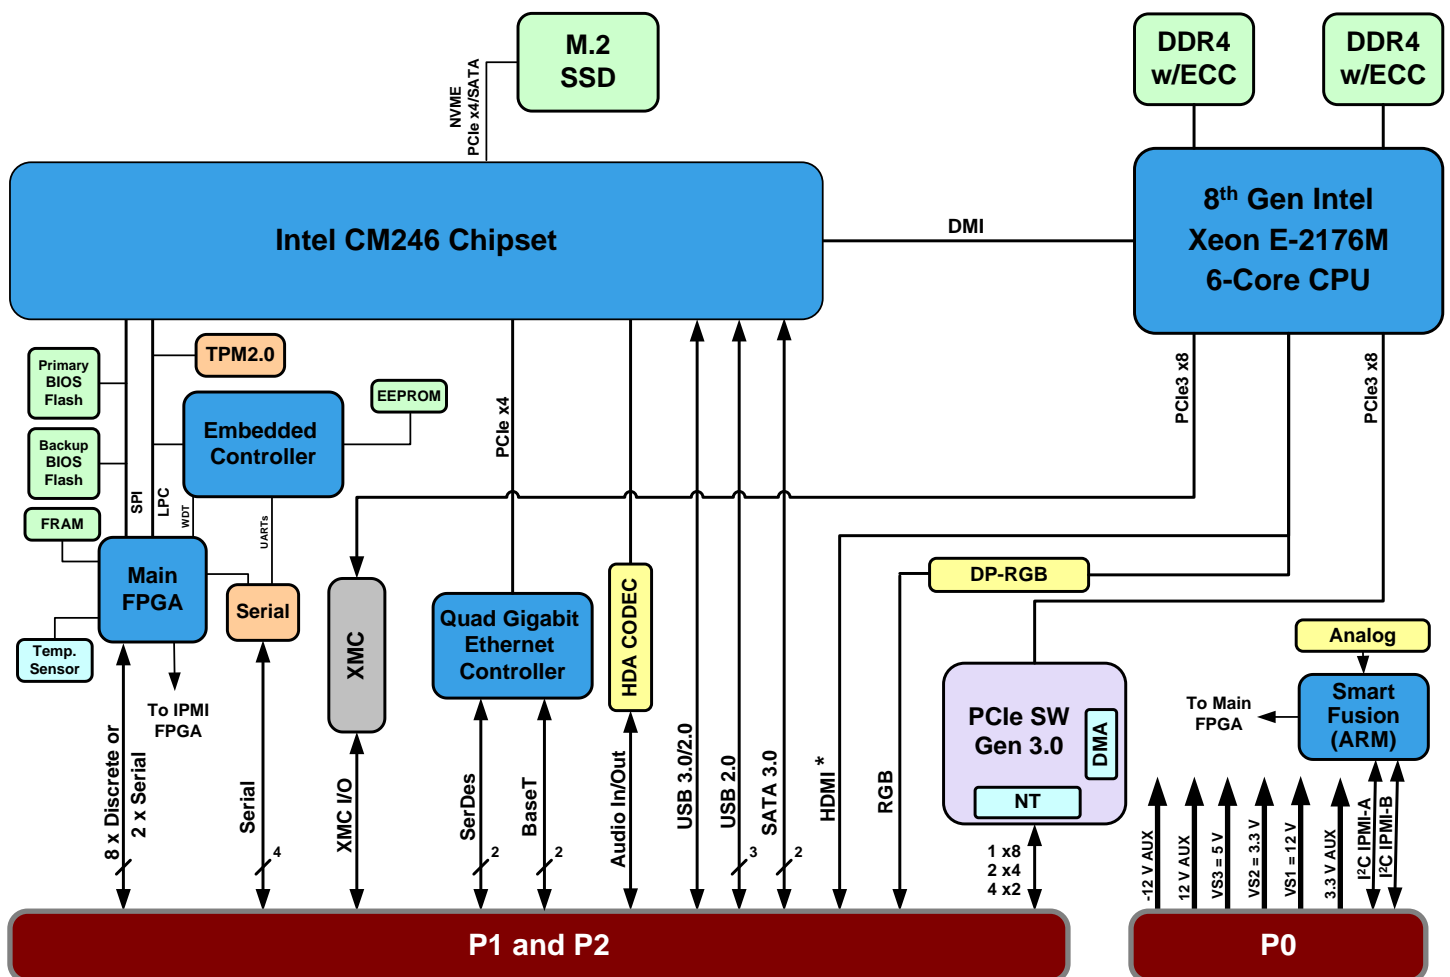 M.2
SSD
DDR4
w/ECC
DDR4
w/ECC
NVME
PCIe x4/SATA
Intel CM246 Chipset
DMI
8th Gen Intel
Xeon E-2176M
6-Core CPU
Primary
BIOS
Flash
TPM2.0
EEPROM
Embedded
Controller
Backup
BIOS
Flash
SPI
LPC
WDT
UARTs
PCIe x4
PCIe3 x8
PCIe3 x8
FRAM
Main
FPGA
Serial
Temp.
Sensor
To IPMI
FPGA
XMC
Quad Gigabit
Ethernet
Controller
HDA CODEC
DP-RGB
PCIe SW
Gen 3.0
DMA
NT
Analog
Smart
Fusion
(ARM)
To Main
FPGA
8 x Discrete or
2 x Serial
Serial
4
XMC I/O
SerDes
2
BaseT
2
Audio In/Out
USB 3.0/2.0
USB 2.0
3
SATA 3.0
2
HDMI *
RGB
1 x8
2 x4
4 x2
-12 V AUX
12 V AUX
VS3 = 5 V
VS2 = 3.3 V
VS1 = 12 V
3.3 V AUX
I²C IPMI-A
I²C IPMI-B
P1 and P2
P0